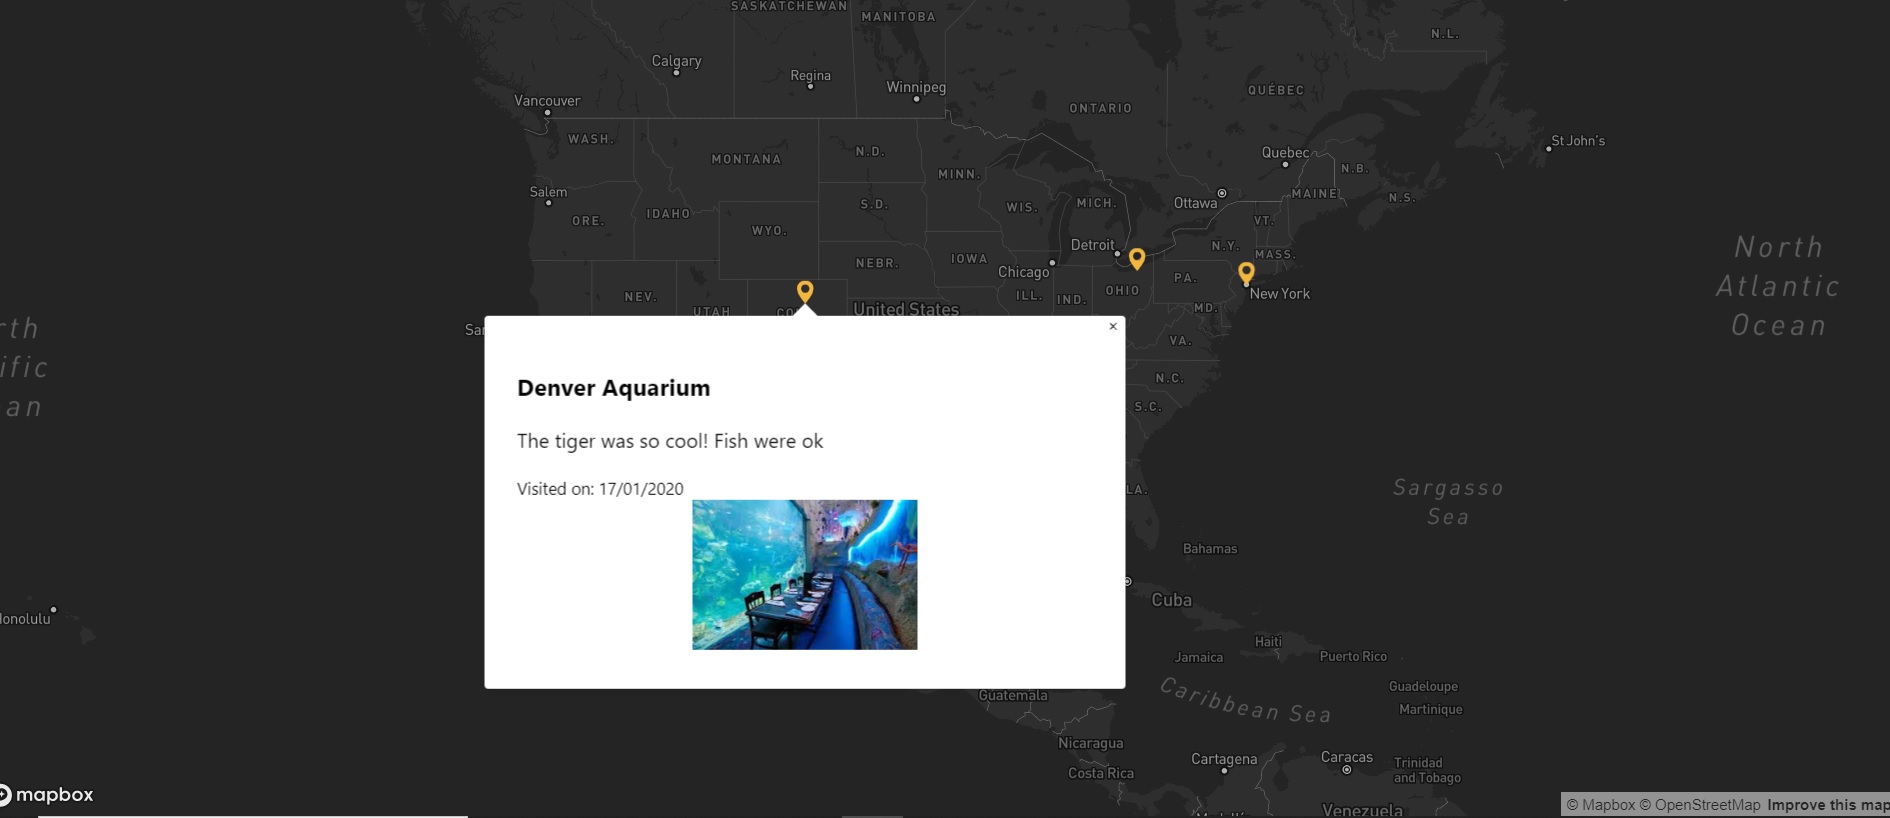 SASKATCHEWAN
MANITOBA
N.L.
Calgary
Regina
Winnipeg
Vancouver
ONTARIO
QUÉBEC
WASH.
MONTANA
N.D.
MINN.
Quebec
N.B.
St John's
Salem
ORE.
IDAHO
S.D.
WIS.
MICH.
Ottawa
MAINE
N.S.
WYO.
VT.
Detroit
N.Y.
MASS.
North
Atlantic
Ocean
NEBR.
IOWA
Chicago
PA.
OHIO
NEV.
ILL.
IND.
New York
UTAH
CO
United States
MD.
rth
ific
an
Sar
VA.
N.C.
S.C.
LA.
×
Denver Aquarium
The tiger was so cool! Fish were ok
Visited on: 17/01/2020
Sargasso
Sea
Bahamas
Cuba
onolulu
Haiti
Jamaica
Puerto Rico
Guadeloupe
Martinique
Caribbean Sea
Guatemala
Nicaragua
Costa Rica
Cartagena
Caracas
Trinidad
and Tobago
Venezuela
mapbox
© Mapbox © OpenStreetMap Improve this map